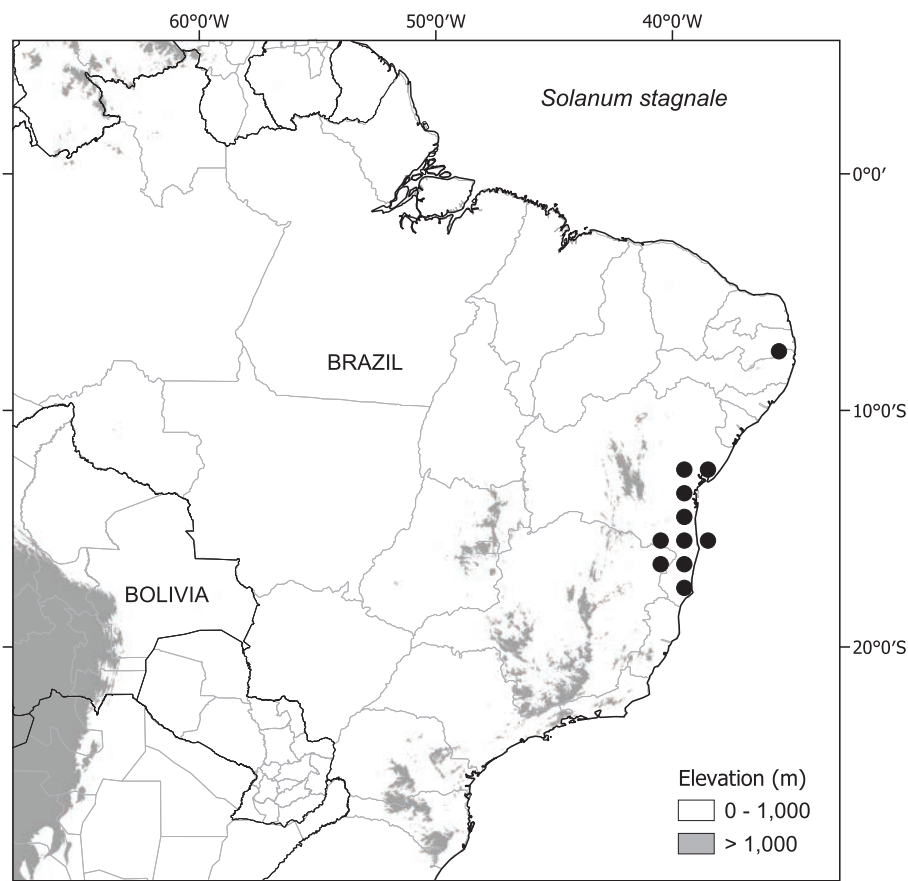 60°0'W 50°0'W 40°0'W
Solanum stagnale
0°0'
BRAZIL
10°0'S
BOLIVIA
20°0'S
Elevation (m)
0 - 1,000
> 1,000